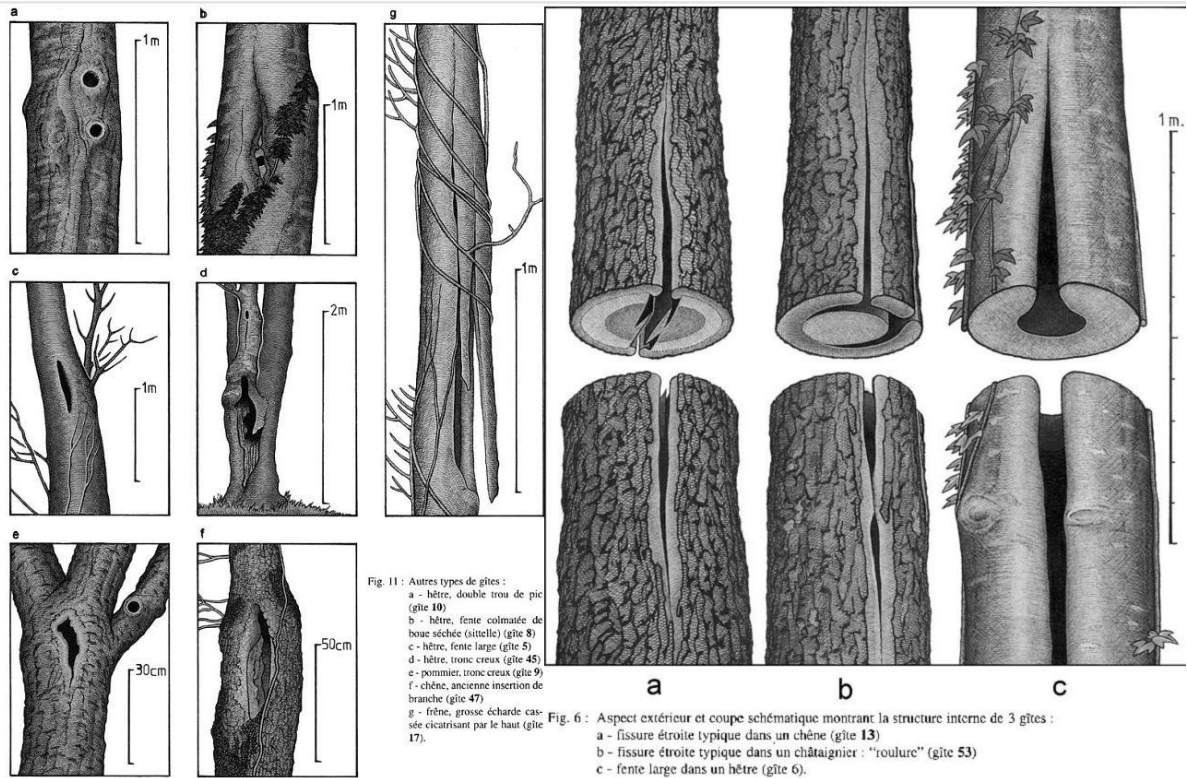 a
1m
b
1m
g
1m
c
1m
d
2m
e
30cm
f
50cm
Fig. 11 : Autres types de gîtes :
a - hêtre, double trou de pic
(gîte 10)
b - hêtre, fente colmatée de
boue séchée (sittelle) (gîte 8)
c - hêtre, fente large (gîte 5)
d - hêtre, tronc creux (gîte 45)
e - pommier, tronc creux (gîte 9)
f - chêne, ancienne insertion de
branche (gîte 47)
g - frêne, grosse écharde cas-
sée cicatrisant par le haut (gîte
17).
1 m.
a b c
Fig. 6 : Aspect extérieur et coupe schématique montrant la structure interne de 3 gîtes :
a - fissure étroite typique dans un chêne (gîte 13)
b - fissure étroite typique dans un châtaignier : “roulure” (gîte 53)
c - fente large dans un hêtre (gîte 6).